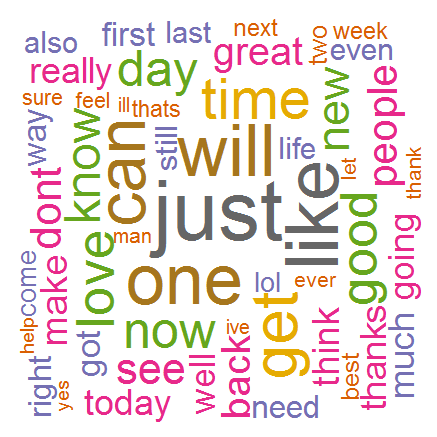 also
first
last
next
two
week
really
day
great
even
sure
feel
ill
thats
time
new
people
way
know
can
still
will
life
let
thank
dont
just
like
good
going
love
man
come
make
one
lol
ever
get
help
now
ive
think
thanks
much
got
see
well
back
best
right
yes
today
need